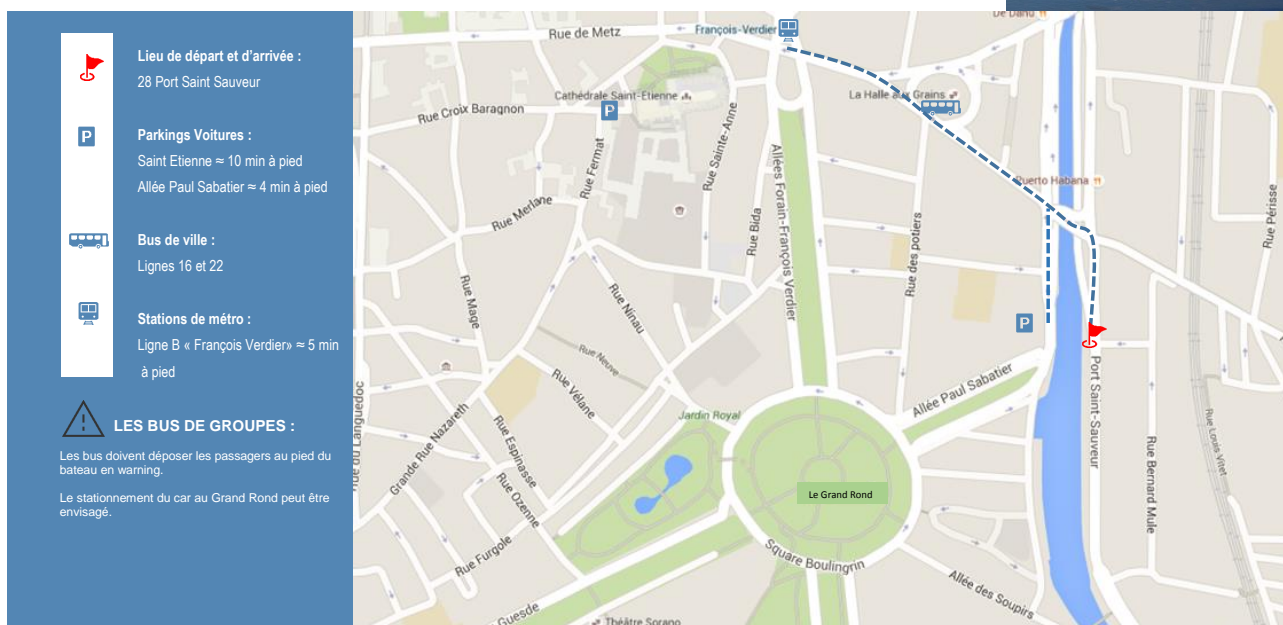 Lieu de départ et d'arrivée :
28 Port Saint Sauveur
P
Parkings Voitures :
Saint Etienne ≈ 10 min à pied
Allée Paul Sabatier ≈ 4 min à pied
Bus de ville :
Lignes 16 et 22
Stations de métro :
Ligne B « François Verdier» ≈ 5 min
à pied
LES BUS DE GROUPES :
Les bus doivent déposer les passagers au pied du
bateau en warning.
Le stationnement du car au Grand Rond peut être
envisagé.
Rue de Metz
François-Verdier
De Danu
Cathédrale Saint-Etienne
P
La Halle aux Grains
Rue Croix Baragnon
Rue Sainte-Anne
Rue Fermat
Puerto Habana
Rue Périsse
Rue Merlane
Rue Bida
Allées Forain-François Verdier
Rue des potiers
Rue Mage
Rue Ninau
P
Rue Neuve
Rue Vélane
Allée Paul Sabatier
Port Saint-Sauveur
Jardin Royal
Grande Rue Nazareth
Rue Espinasse
Rue Ozenne
Languedoc
Rue Bernard Mule
Rue Louis-Vitet
Le Grand Rond
Rue Furgole
Square Boulingrin
Allée des Soupirs
Guesde
Théâtre Sorano